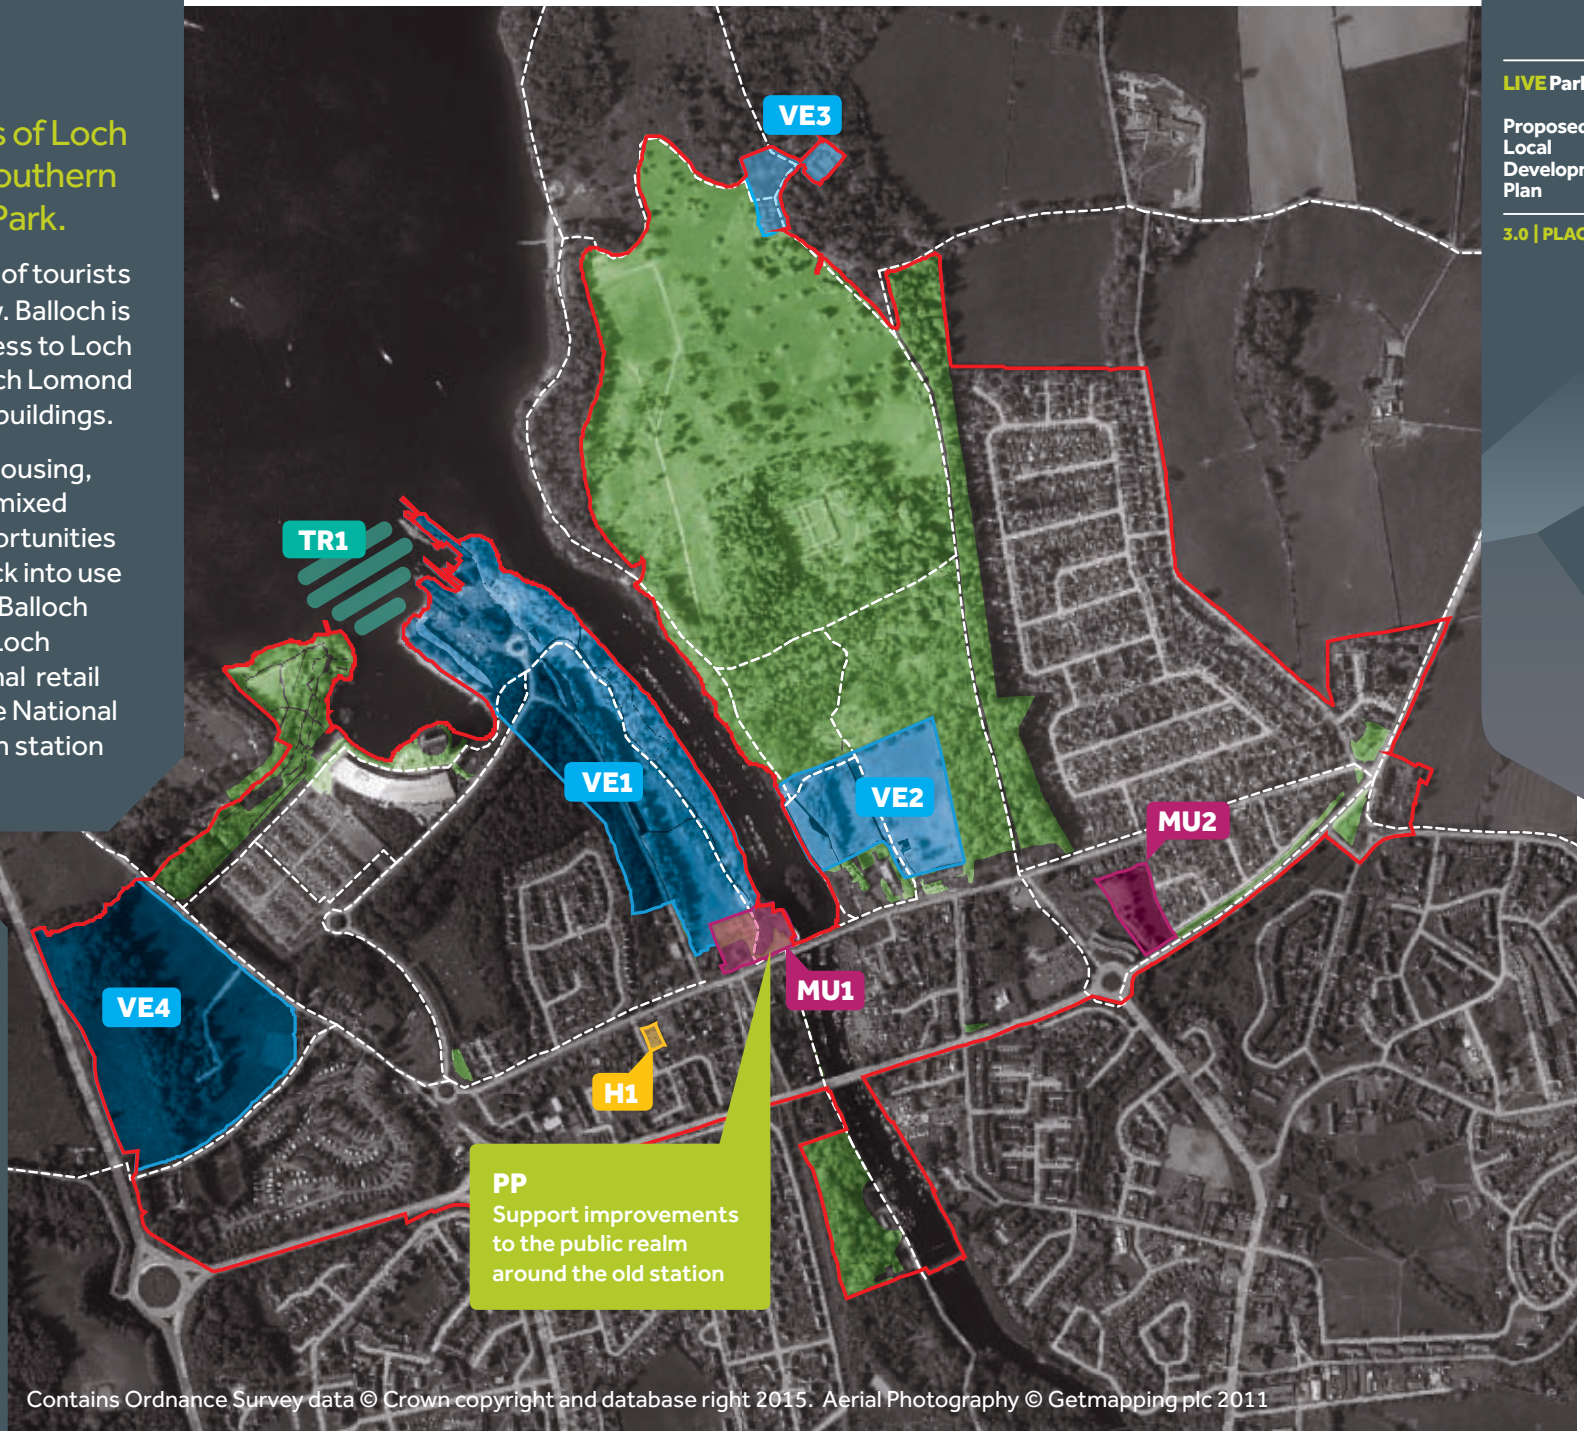 s of Loch
outhern
Park.
of tourists
. Balloch is
ess to Loch
ch Lomond
buildings.
ousing,
mixed
ortunities
ck into use
Balloch
Loch
nal retail
e National
n station
VE3
TR1
VE1
VE2
MU2
VE4
MU1
H1
PP
Support improvements
to the public realm
around the old station
LIVE Park
Proposed
Local
Developm
Plan
3.0 | PLAC
Contains Ordnance Survey data © Crown copyright and database right 2015. Aerial Photography © Getmapping plc 2011